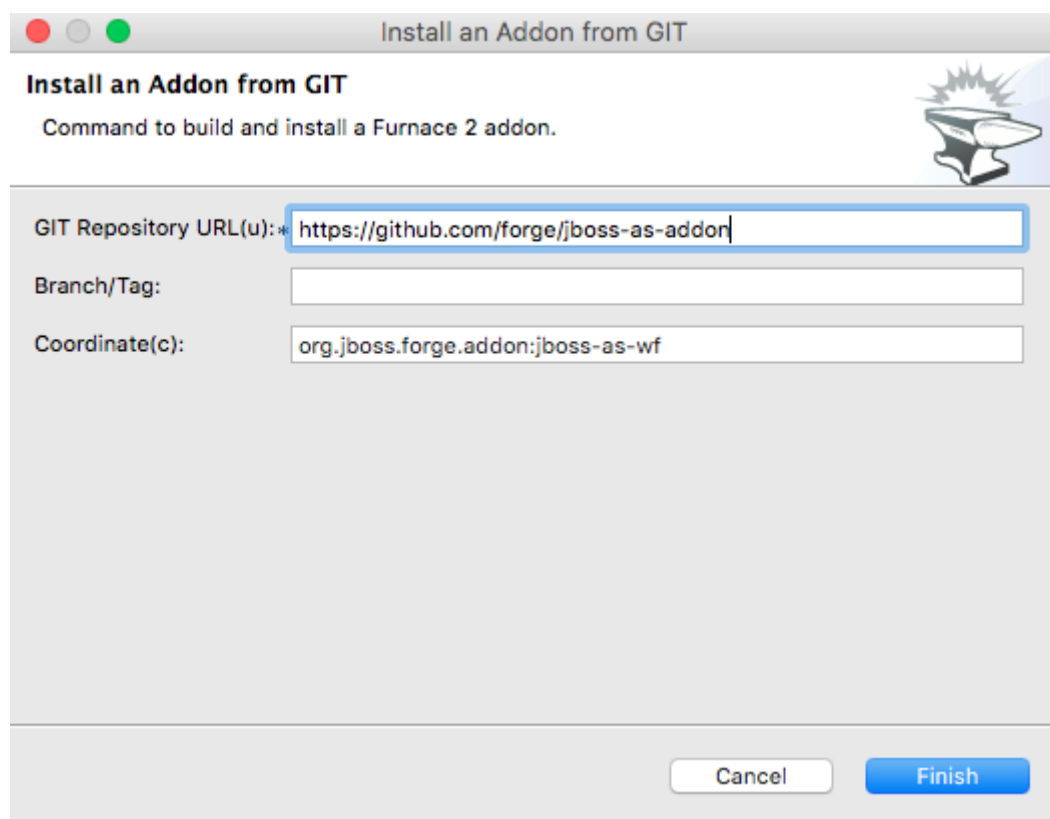 Install an Addon from GIT
Install an Addon from GIT
Command to build and install a Furnace 2 addon.
GIT Repository URL(u):* https://github.com/forge/jboss-as-addon
Branch/Tag:
Coordinate(c): org.jboss.forge.addon:jboss-as-wf
Cancel Finish